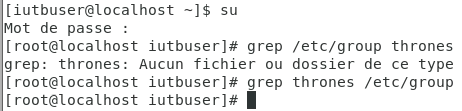 [iutbuser@localhost ~]$ su
Mot de passe :
[root@localhost iutbuser]# grep /etc/group thrones
grep: thrones: Aucun fichier ou dossier de ce type
[root@localhost iutbuser]# grep thrones /etc/group
[root@localhost iutbuser]#